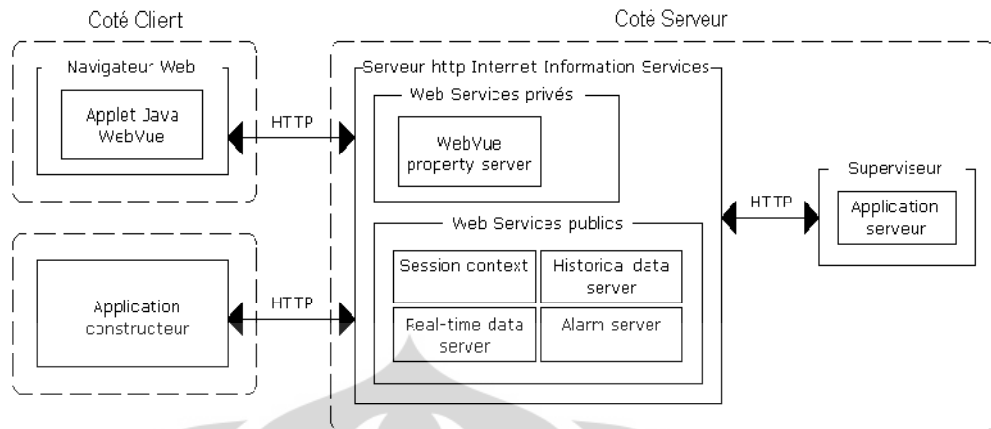 Coté Client
Coté Serveur
Navigateur Web
Applet Java
WebVue
HTTP
Serveur http Internet Information Services
Web Services privés
WebVue
property server
Superviseur
Application
serveur
HTTP
Web Services publics
Session context
Historical data
server
Real-time data
server
Alarm server
Application
constructeur
HTTP